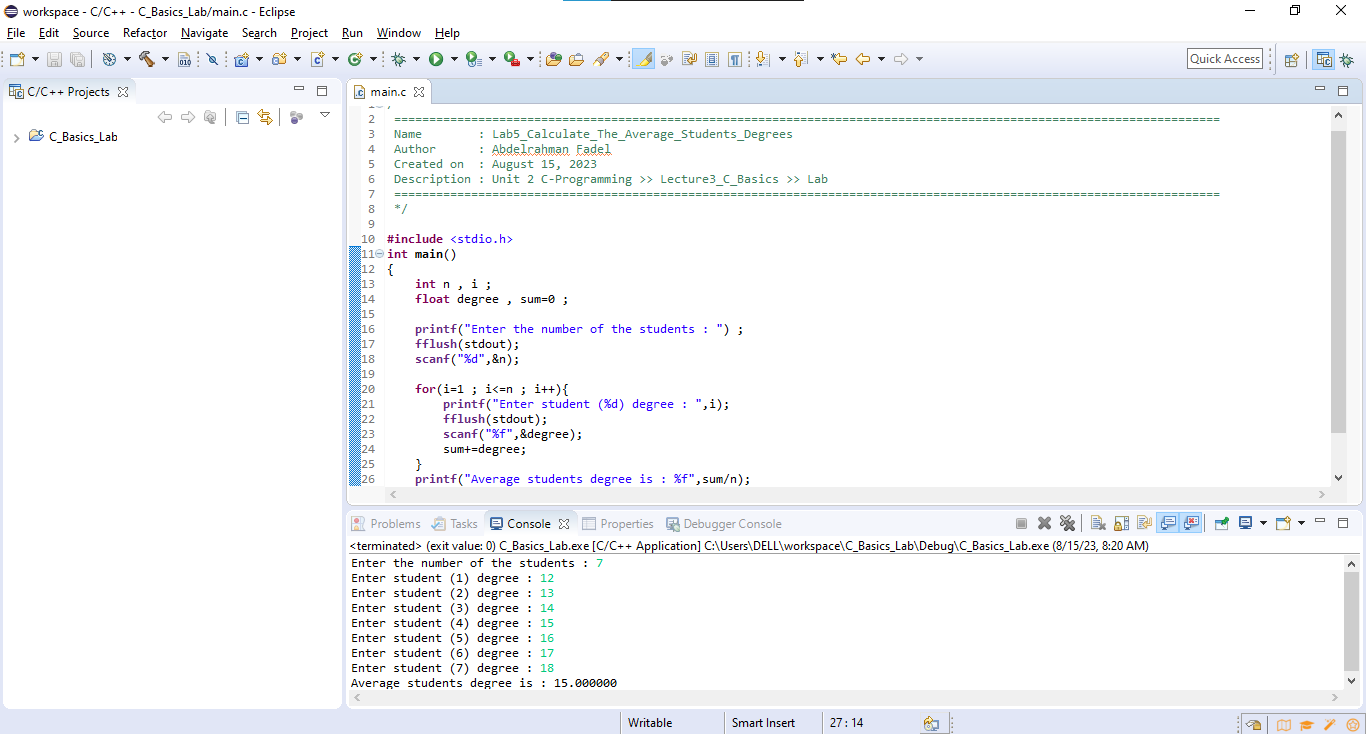 workspace - C/C++ - C_Basics_Lab/main.c - Eclipse
File Edit Source Refactor Navigate Search Project Run Window Help
Quick Access
C/C++ Projects
C_Basics_Lab
main.c
2 ======================================================================================================================
3 Name        : Lab5_Calculate_The_Average_Students_Degrees
4 Author      : Abdelrahman Fadel
5 Created on  : August 15, 2023
6 Description : Unit 2 C-Programming >> Lecture3_C_Basics >> Lab
7 ======================================================================================================================
8 */
9
10 #include <stdio.h>
11 int main()
12 {
13     int n , i ;
14     float degree , sum=0 ;
15
16     printf("Enter the number of the students : ") ;
17     fflush(stdout);
18     scanf("%d",&n);
19
20     for(i=1 ; i<=n ; i++){
21         printf("Enter student (%d) degree : ",i);
22         fflush(stdout);
23         scanf("%f",&degree);
24         sum+=degree;
25     }
26     printf("Average students degree is : %f",sum/n);
Problems Tasks Console Properties Debugger Console
<terminated> (exit value: 0) C_Basics_Lab.exe [C/C++ Application] C:\Users\DELL\workspace\C_Basics_Lab\Debug\C_Basics_Lab.exe (8/15/23, 8:20 AM)
Enter the number of the students : 7
Enter student (1) degree : 12
Enter student (2) degree : 13
Enter student (3) degree : 14
Enter student (4) degree : 15
Enter student (5) degree : 16
Enter student (6) degree : 17
Enter student (7) degree : 18
Average students degree is : 15.000000
Writable Smart Insert 27 : 14